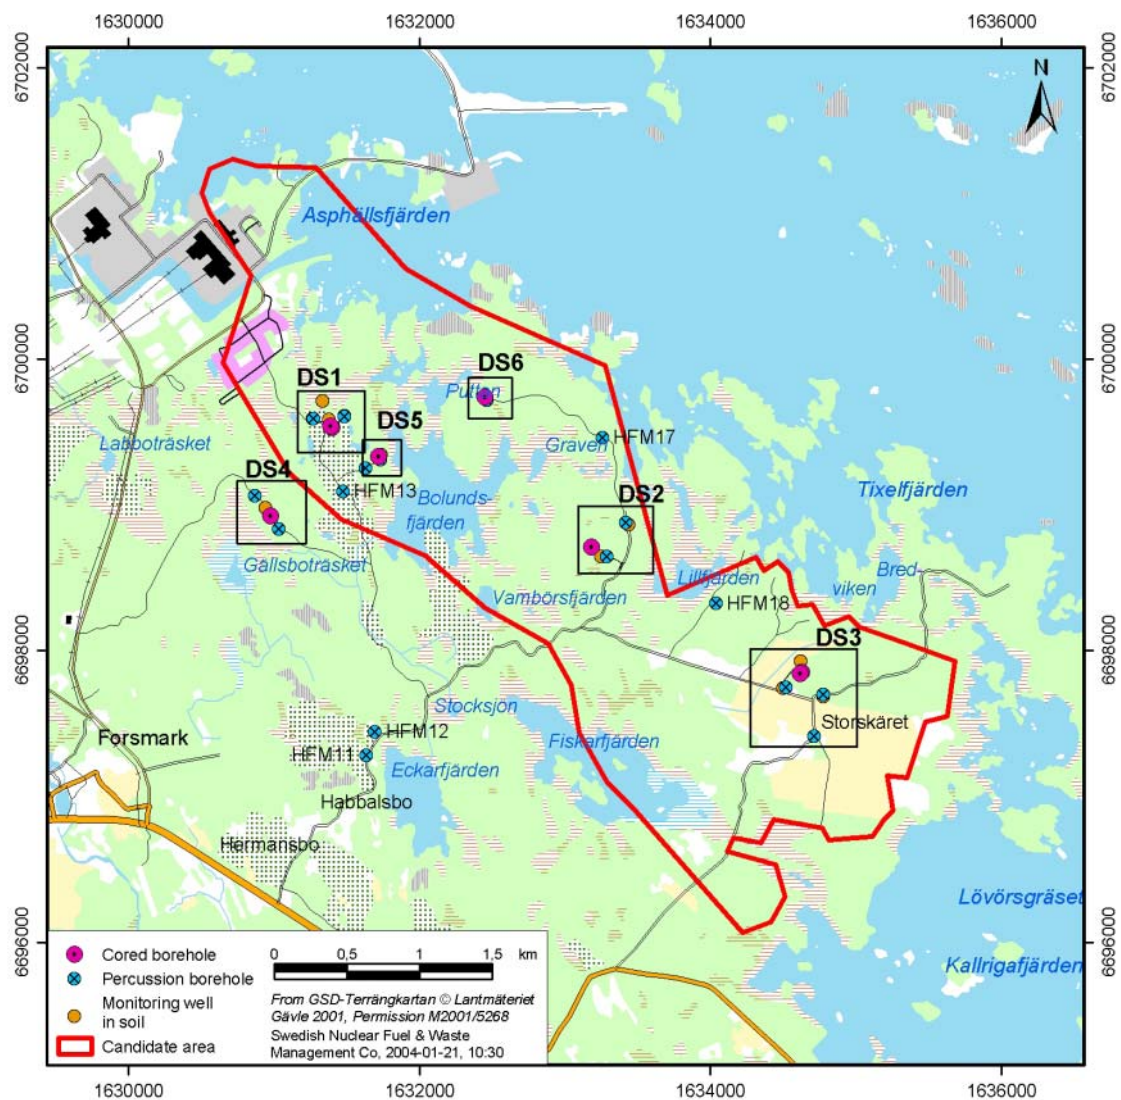 1630000 1632000 1634000 1636000
6702000
6702000
N
Asphällsfjärden
6700000
6700000
DS1
DS6
Puttan
DS5
HFM17
Graven
Labboträsket
DS4
HFM13
Bolunds-
fjärden
DS2
Tixelfjärden
Gällsboträsket
Lillfjärden
Bred-
viken
Vambörsfjärden
HFM18
6698000
6698000
DS3
Stocksjön
Storskäret
Forsmark
HFM12
HFM11
Fiskarfjärden
Eckarfjärden
Habbalsbo
Hermansbo
Lövörsgräset
6696000
6696000
Kallrigafjärden
Cored borehole
Percussion borehole
Monitoring well
in soil
Candidate area
0 0,5 1 1,5 km
From GSD-Terrängkartan © Lantmäteriet
Gävle 2001, Permission M2001/5268
Swedish Nuclear Fuel & Waste
Management Co, 2004-01-21, 10:30
1630000 1632000 1634000 1636000